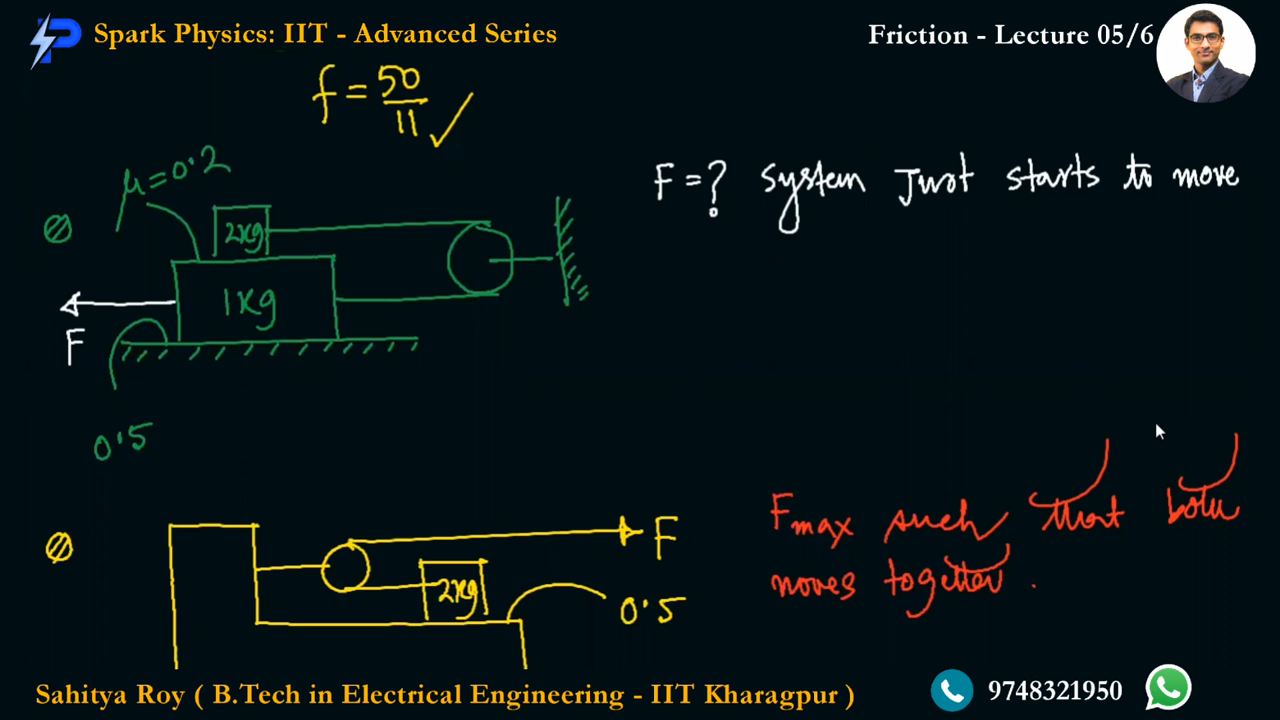 Spark Physics: IIT - Advanced Series
Friction - Lecture 05/6
f = 50/11 ✓
μ = 0.2
F = ? System Just starts to move
2kg
1kg
F
0.5
Fmax such that both
moves together.
F
2kg
0.5
Sahitya Roy ( B.Tech in Electrical Engineering - IIT Kharagpur )
9748321950